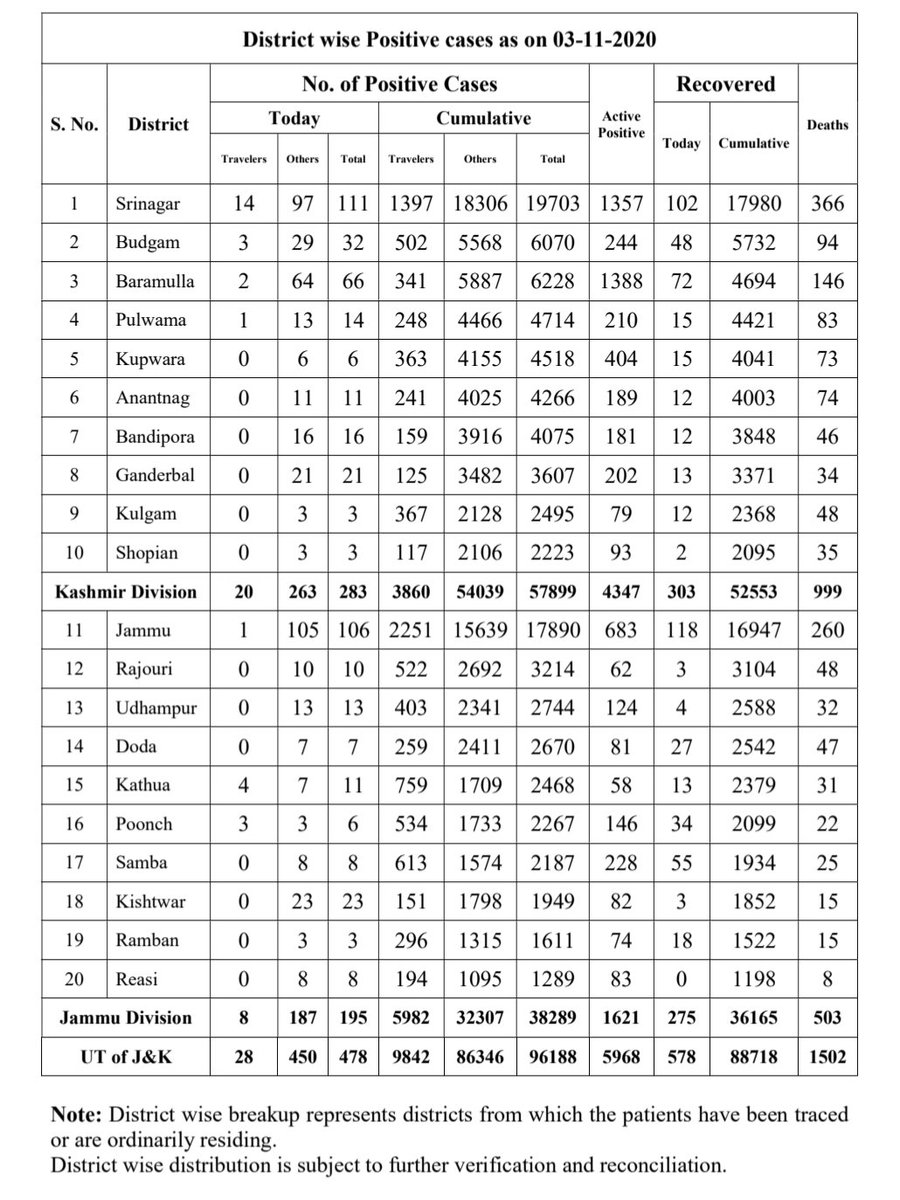 District wise Positive cases as on 03-11-2020
S. No. District No. of Positive Cases Active Positive Recovered Deaths
Today Cumulative Today Cumulative
Travelers Others Total Travelers Others Total
1 Srinagar 14 97 111 1397 18306 19703 1357 102 17980 366
2 Budgam 3 29 32 502 5568 6070 244 48 5732 94
3 Baramulla 2 64 66 341 5887 6228 1388 72 4694 146
4 Pulwama 1 13 14 248 4466 4714 210 15 4421 83
5 Kupwara 0 6 6 363 4155 4518 404 15 4041 73
6 Anantnag 0 11 11 241 4025 4266 189 12 4003 74
7 Bandipora 0 16 16 159 3916 4075 181 12 3848 46
8 Ganderbal 0 21 21 125 3482 3607 202 13 3371 34
9 Kulgam 0 3 3 367 2128 2495 79 12 2368 48
10 Shopian 0 3 3 117 2106 2223 93 2 2095 35
Kashmir Division 20 263 283 3860 54039 57899 4347 303 52553 999
11 Jammu 1 105 106 2251 15639 17890 683 118 16947 260
12 Rajouri 0 10 10 522 2692 3214 62 3 3104 48
13 Udhampur 0 13 13 403 2341 2744 124 4 2588 32
14 Doda 0 7 7 259 2411 2670 81 27 2542 47
15 Kathua 4 7 11 759 1709 2468 58 13 2379 31
16 Poonch 3 3 6 534 1733 2267 146 34 2099 22
17 Samba 0 8 8 613 1574 2187 228 55 1934 25
18 Kishtwar 0 23 23 151 1798 1949 82 3 1852 15
19 Ramban 0 3 3 296 1315 1611 74 18 1522 15
20 Reasi 0 8 8 194 1095 1289 83 0 1198 8
Jammu Division 8 187 195 5982 32307 38289 1621 275 36165 503
UT of J&K 28 450 478 9842 86346 96188 5968 578 88718 1502
Note: District wise breakup represents districts from which the patients have been traced
or are ordinarily residing.
District wise distribution is subject to further verification and reconciliation.